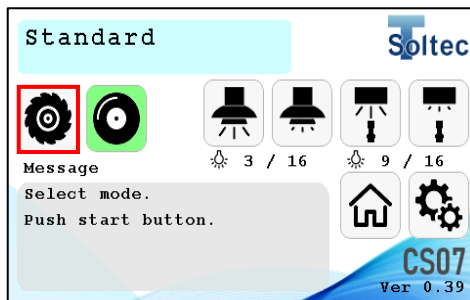 Standard
Soltec
3 / 16
9 / 16
Message
Select mode.
Push start button.
CS07
Ver 0.39